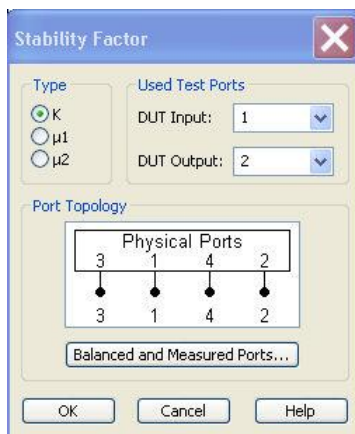 Stability Factor
Type
K
µ1
µ2
Used Test Ports
DUT Input: 1
DUT Output: 2
Port Topology
Physical Ports
3 1 4 2
3 1 4 2
Balanced and Measured Ports...
OK Cancel Help